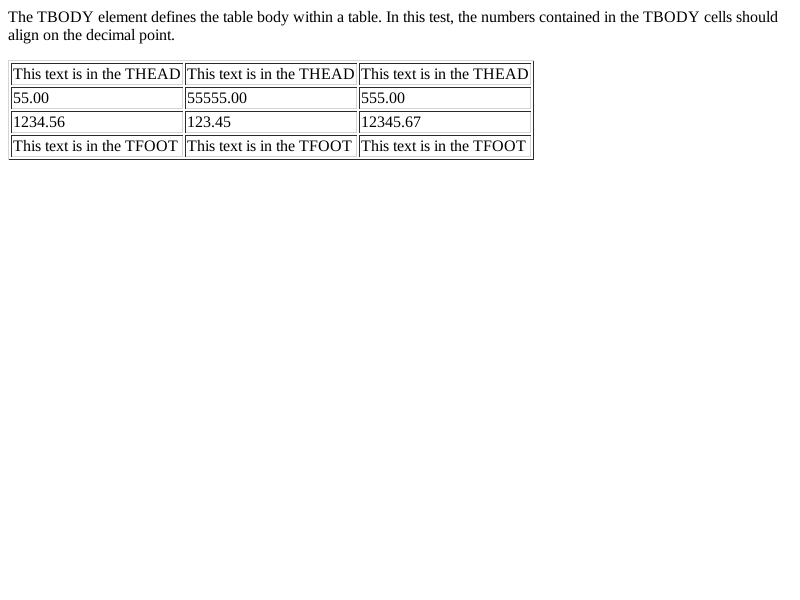 The TBODY element defines the table body within a table. In this test, the numbers contained in the TBODY cells should
align on the decimal point.
This text is in the THEAD This text is in the THEAD This text is in the THEAD
55.00 55555.00 555.00
1234.56 123.45 12345.67
This text is in the TFOOT This text is in the TFOOT This text is in the TFOOT